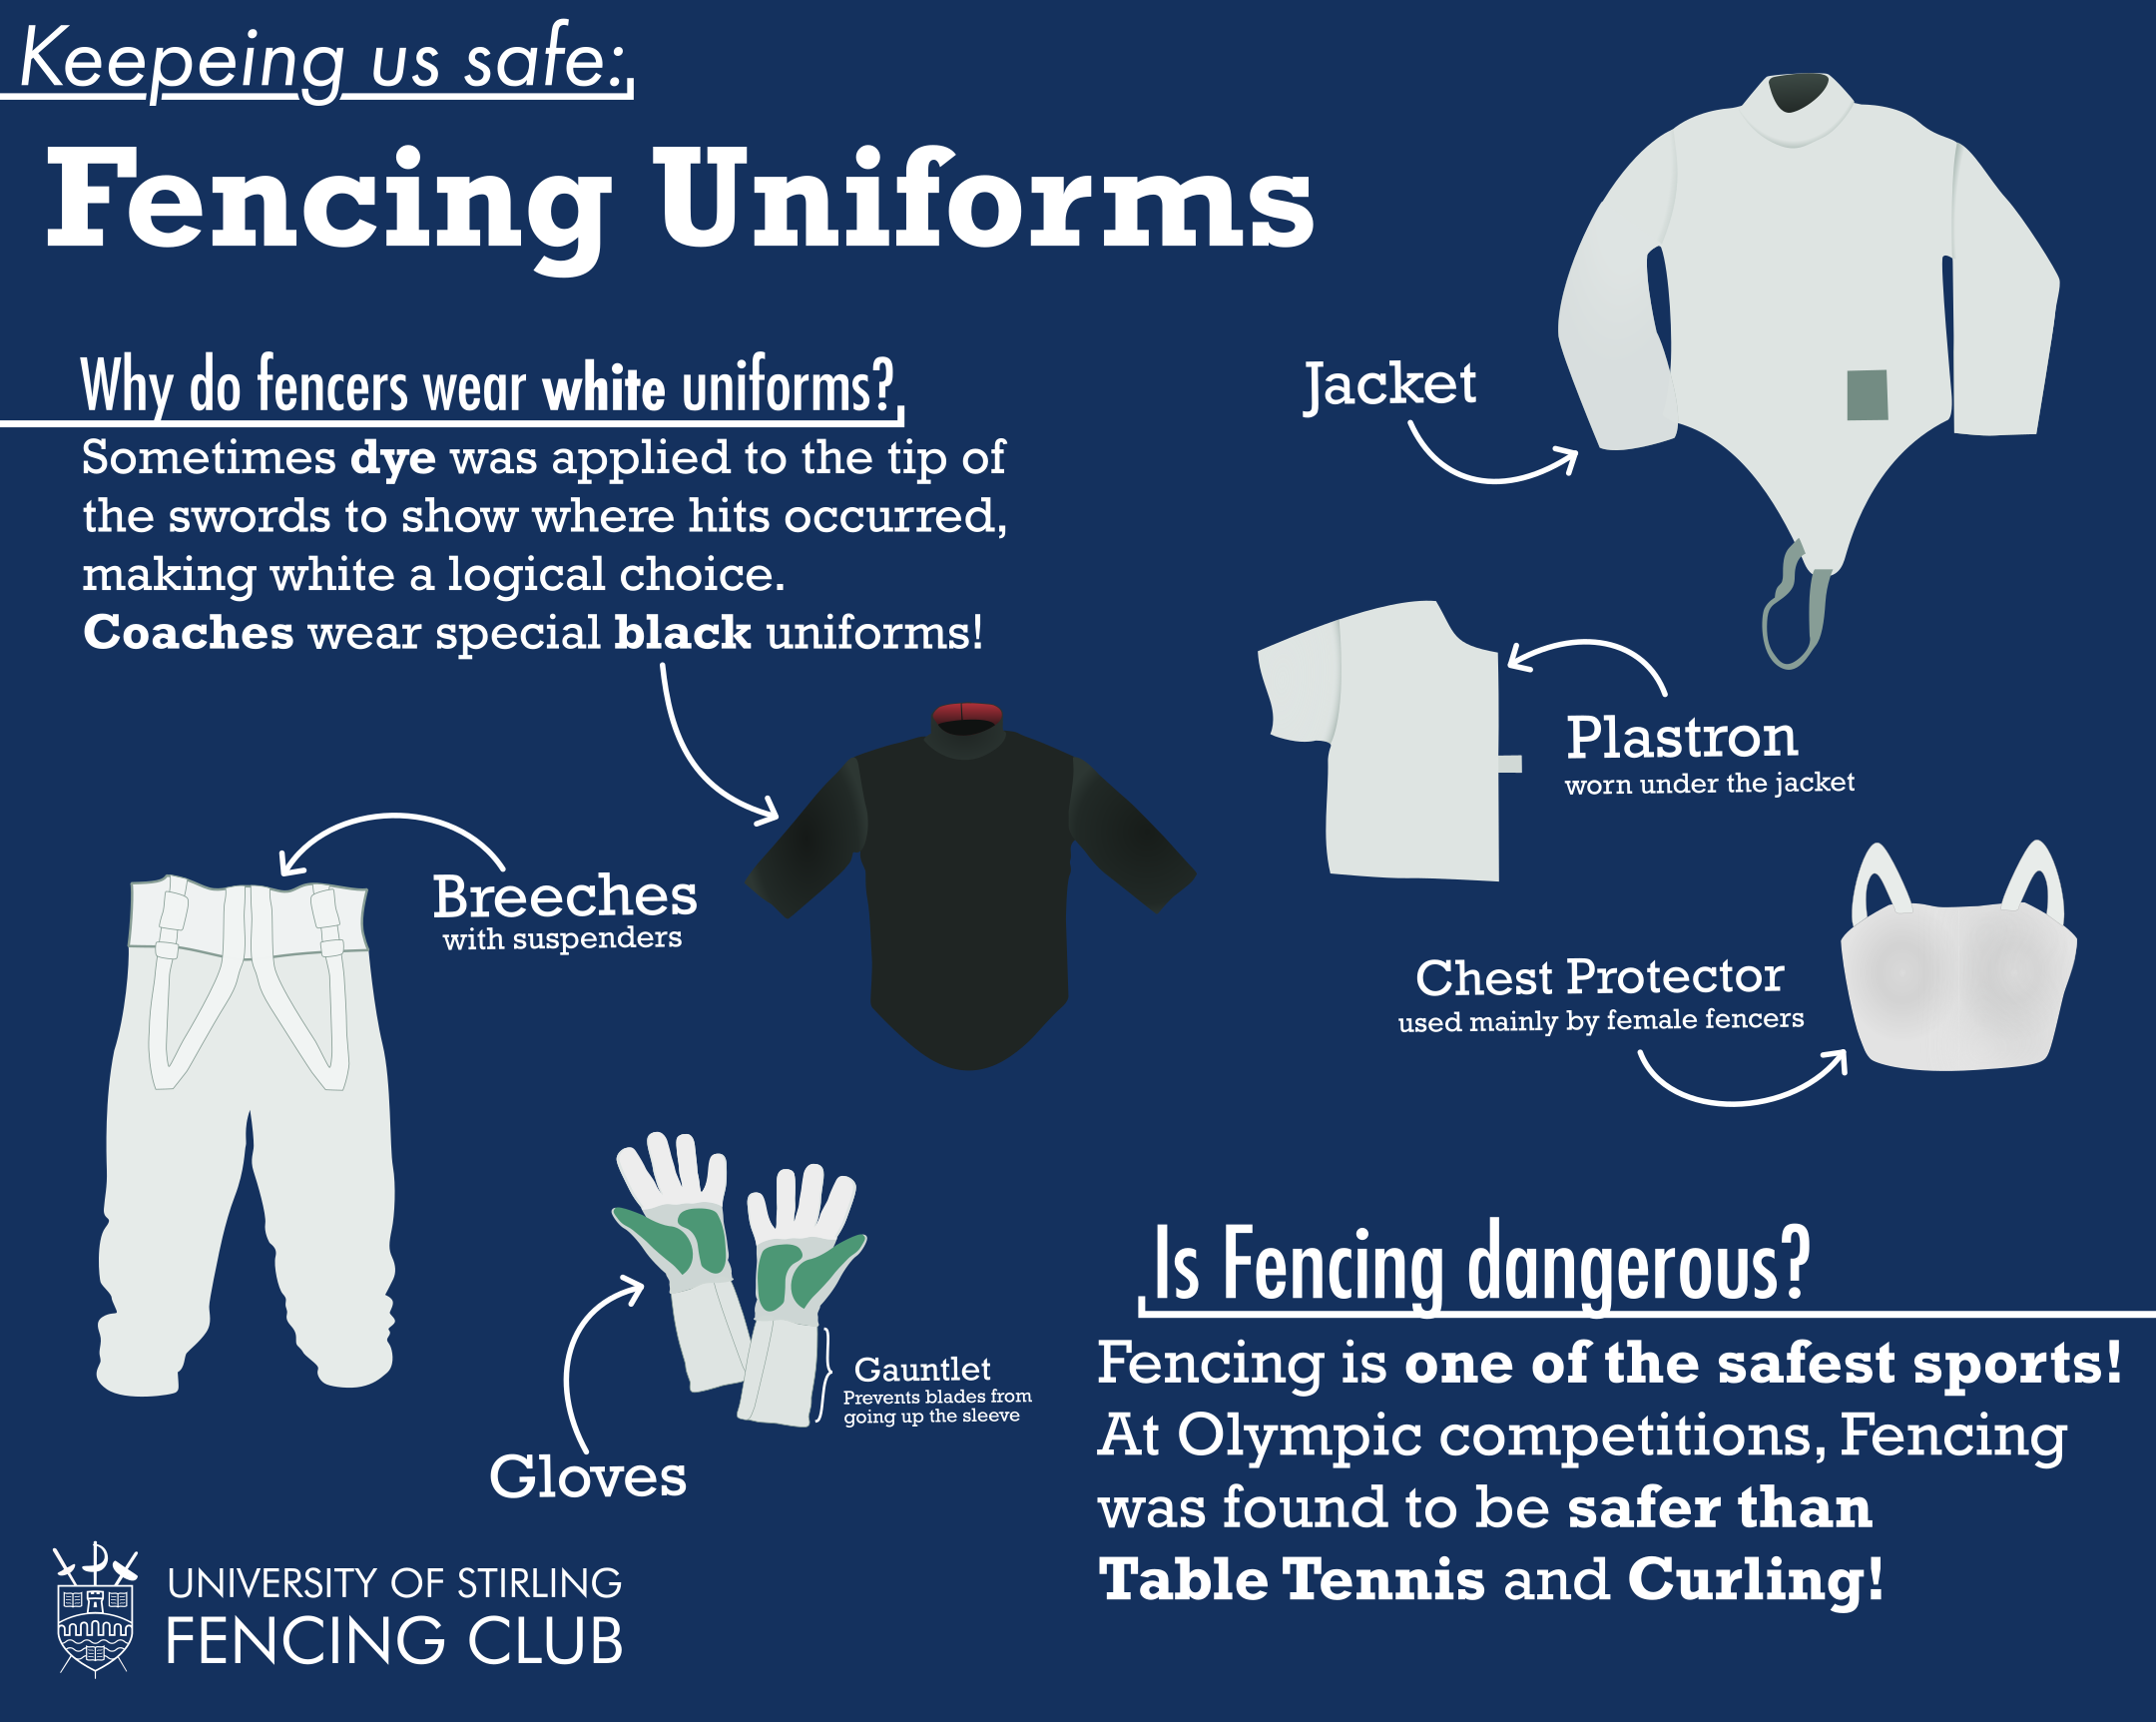 Keepeing us safe:
Fencing Uniforms
Why do fencers wear white uniforms?
Sometimes dye was applied to the tip of
the swords to show where hits occurred,
making white a logical choice.
Coaches wear special black uniforms!
Jacket
Plastron
worn under the jacket
Breeches
with suspenders
Chest Protector
used mainly by female fencers
Gauntlet
Prevents blades from
going up the sleeve
Gloves
Is Fencing dangerous?
Fencing is one of the safest sports!
At Olympic competitions, Fencing
was found to be safer than
Table Tennis and Curling!
UNIVERSITY OF STIRLING
FENCING CLUB